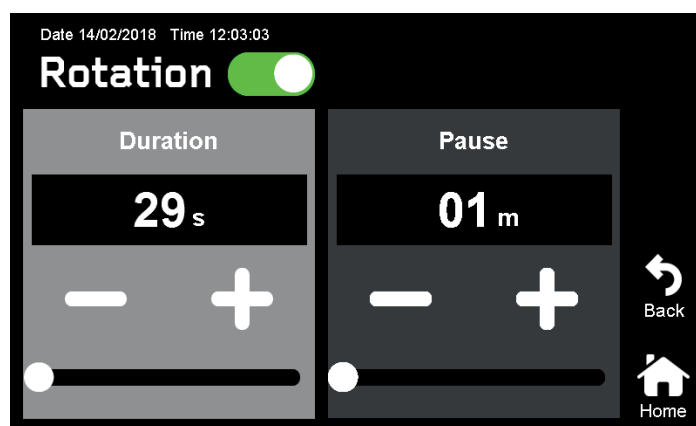 Date 14/02/2018 Time 12:03:03
Rotation
Duration
Pause
29 s
01 m
Back
Home